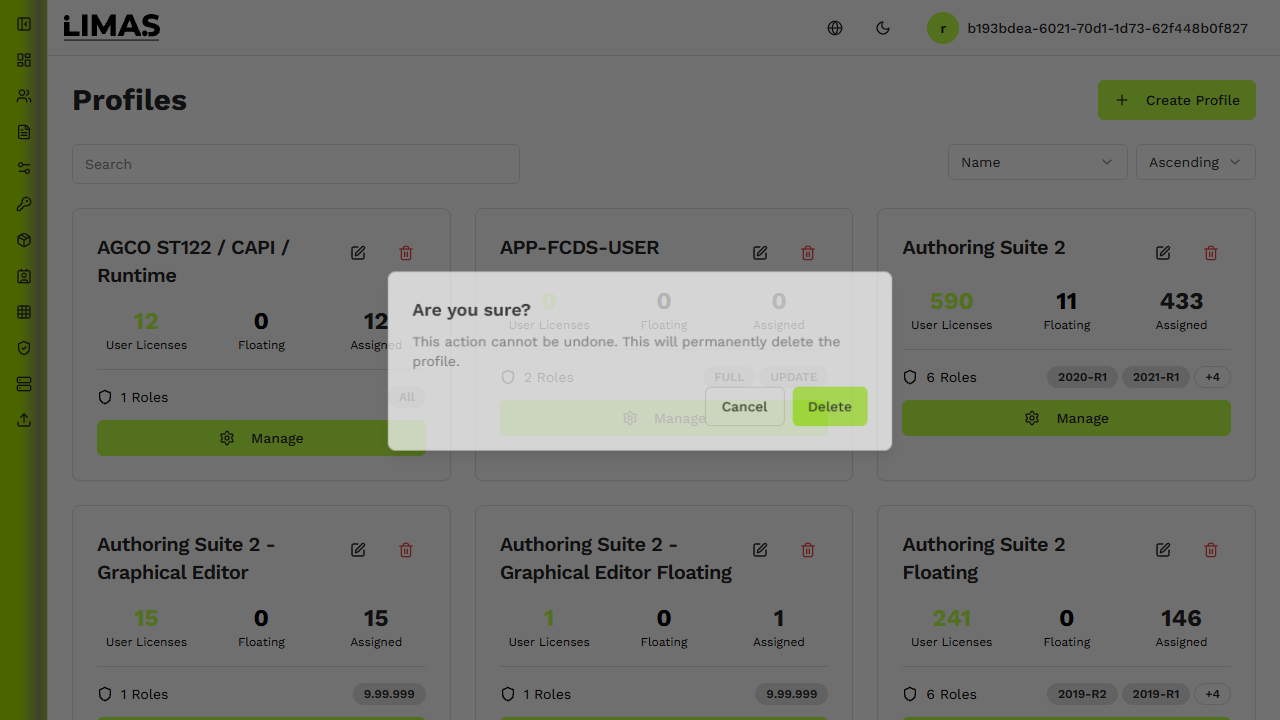 LIMAS
r
b193bdea-6021-70d1-1d73-62f448b0f827
Profiles
Create Profile
Search
Name
Ascending
AGCO ST122 / CAPI /
Runtime
12
User Licenses
0
Floating
12
Assigned
1 Roles
All
Manage
APP-FCDS-USER
0
User Licenses
0
Floating
0
Assigned
2 Roles
FULL
UPDATE
Manage
Authoring Suite 2
590
User Licenses
11
Floating
433
Assigned
6 Roles
2020-R1
2021-R1
+4
Manage
Are you sure?
This action cannot be undone. This will permanently delete the
profile.
Cancel
Delete
Authoring Suite 2 -
Graphical Editor
15
User Licenses
0
Floating
15
Assigned
1 Roles
9.99.999
Authoring Suite 2 -
Graphical Editor Floating
1
User Licenses
0
Floating
1
Assigned
1 Roles
9.99.999
Authoring Suite 2
Floating
241
User Licenses
0
Floating
146
Assigned
6 Roles
2019-R2
2019-R1
+4